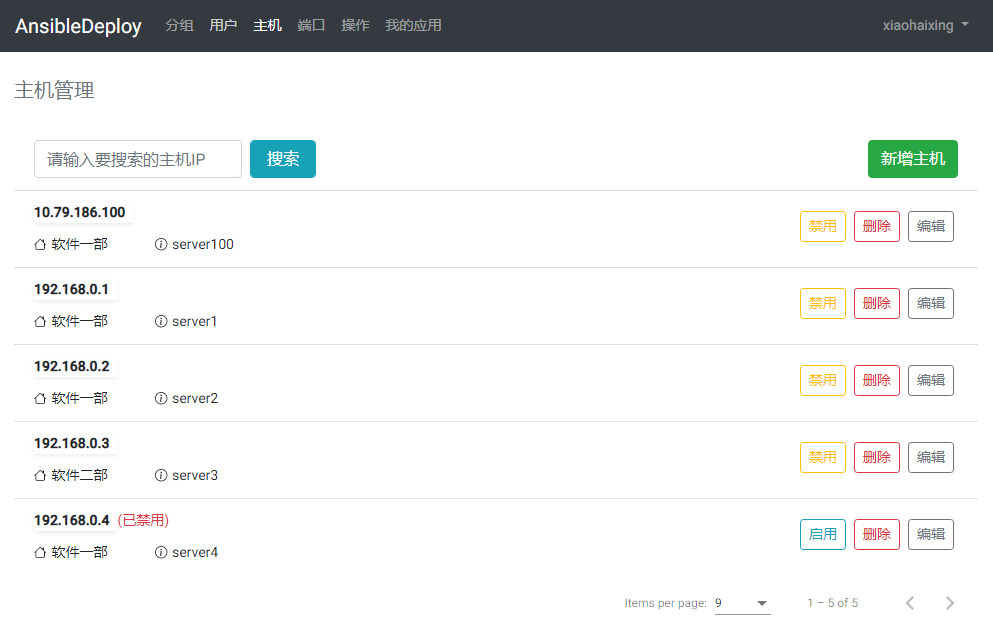 AnsibleDeploy 分组 用户 主机 端口 操作 我的应用 xiaohaixing
主机管理
请输入要搜索的主机IP 搜索 新增主机
10.79.186.100
软件一部 server100 禁用 删除 编辑
192.168.0.1
软件一部 server1 禁用 删除 编辑
192.168.0.2
软件一部 server2 禁用 删除 编辑
192.168.0.3
软件二部 server3 禁用 删除 编辑
192.168.0.4 (已禁用)
软件一部 server4 启用 删除 编辑
Items per page: 9 1 – 5 of 5